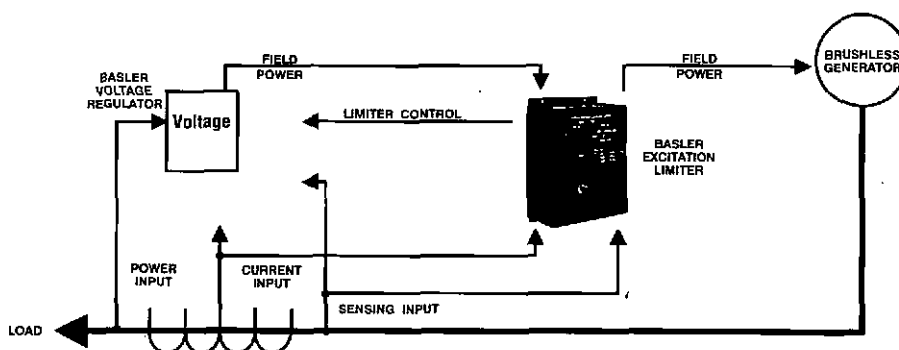 FIELD
POWER
BASLER
VOLTAGE
REGULATOR
Voltage
LIMITER CONTROL
FIELD
POWER
BRUSHLESS
GENERATOR
BASLER
EXCITATION
LIMITER
POWER
INPUT
CURRENT
INPUT
SENSING INPUT
LOAD